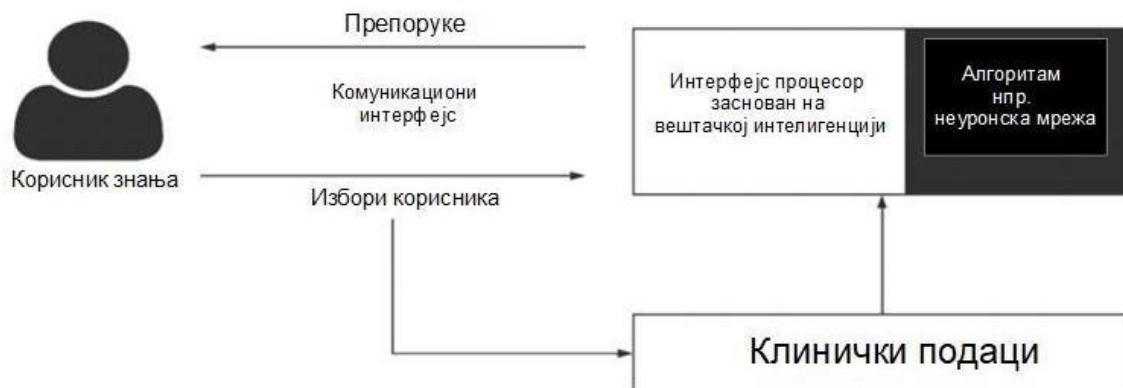 Препоруке
Комуникациони
интерфејс
Корисник знања
Избори корисника
Интерфејс процесор
заснован на
вештачкој интелигенцији
Алгоритам
нпр.
неуронска мрежа
Клинички подаци